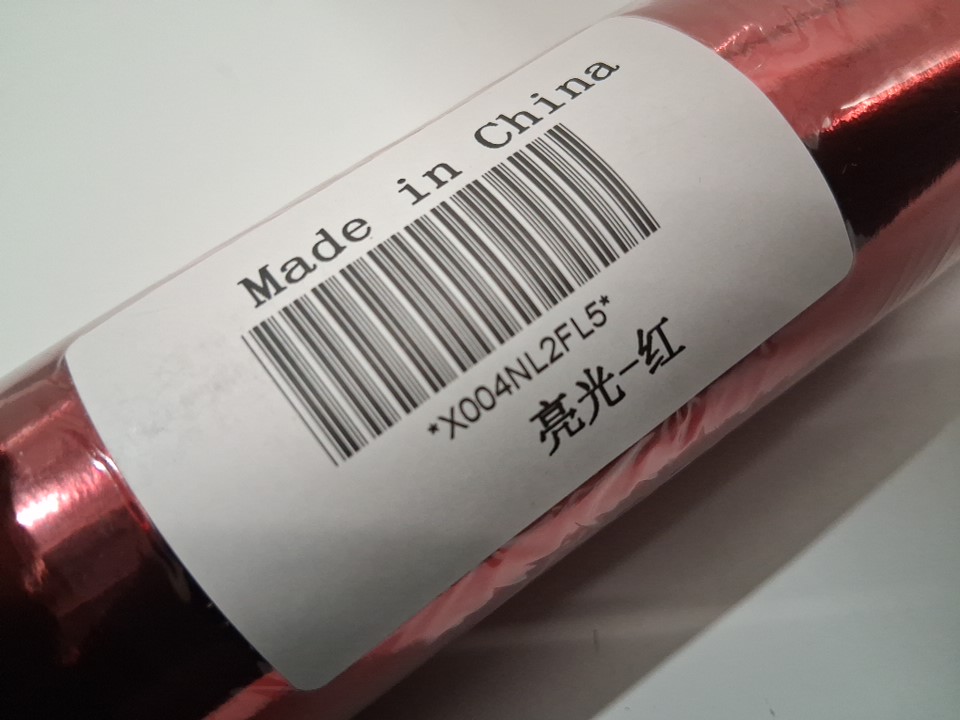 Made in China
*X004NL2FL5*
亮光-红